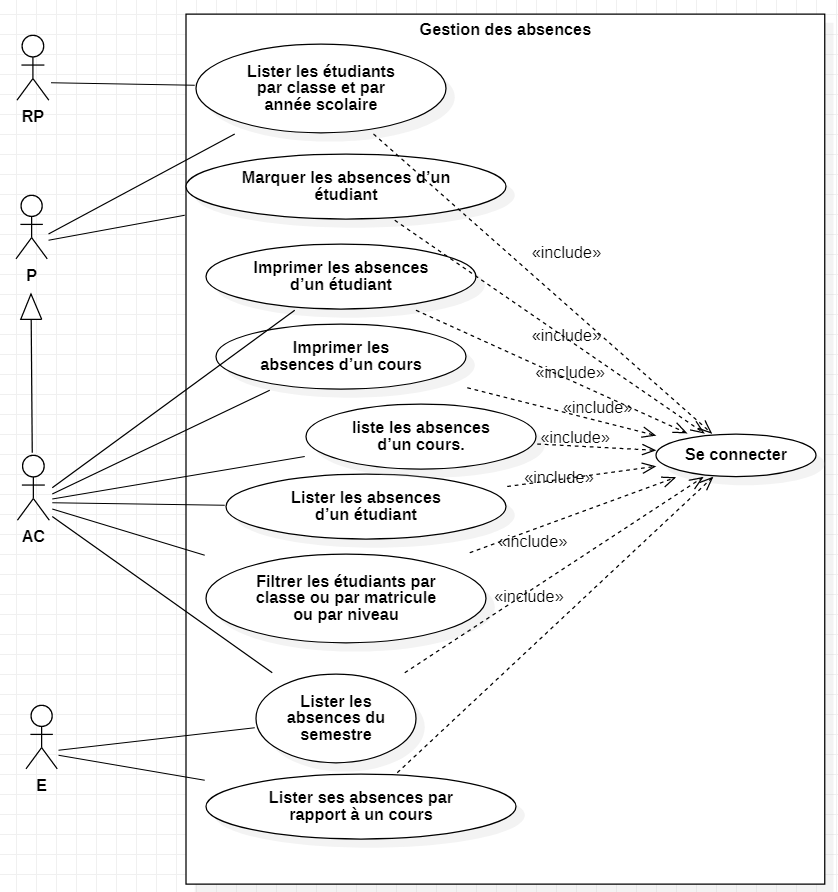 Gestion des absences
RP
Lister les étudiants
par classe et par
année scolaire
Marquer les absences d’un
étudiant
P
«include»
Imprimer les absences
d’un étudiant
«include»
Imprimer les
absences d’un cours
«include»
«include»
liste les absences
d’un cours.
«include»
Se connecter
AC
Lister les absences
d’un étudiant
«include»
«include»
Filtrer les étudiants par
classe ou par matricule
ou par niveau
«include»
Lister les
absences du
semestre
E
Lister ses absences par
rapport à un cours